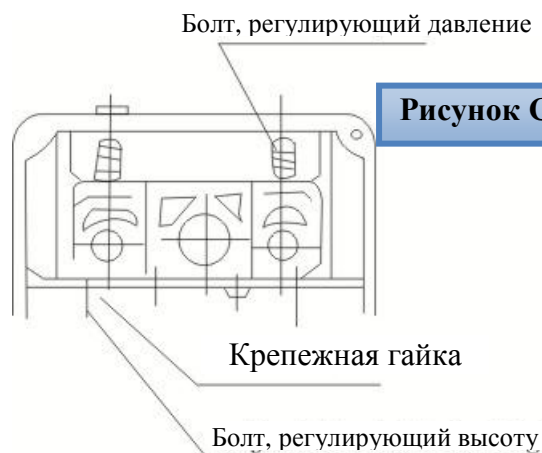 Болт, регулирующий давление
Рисунок С
Крепежная гайка
Болт, регулирующий высоту